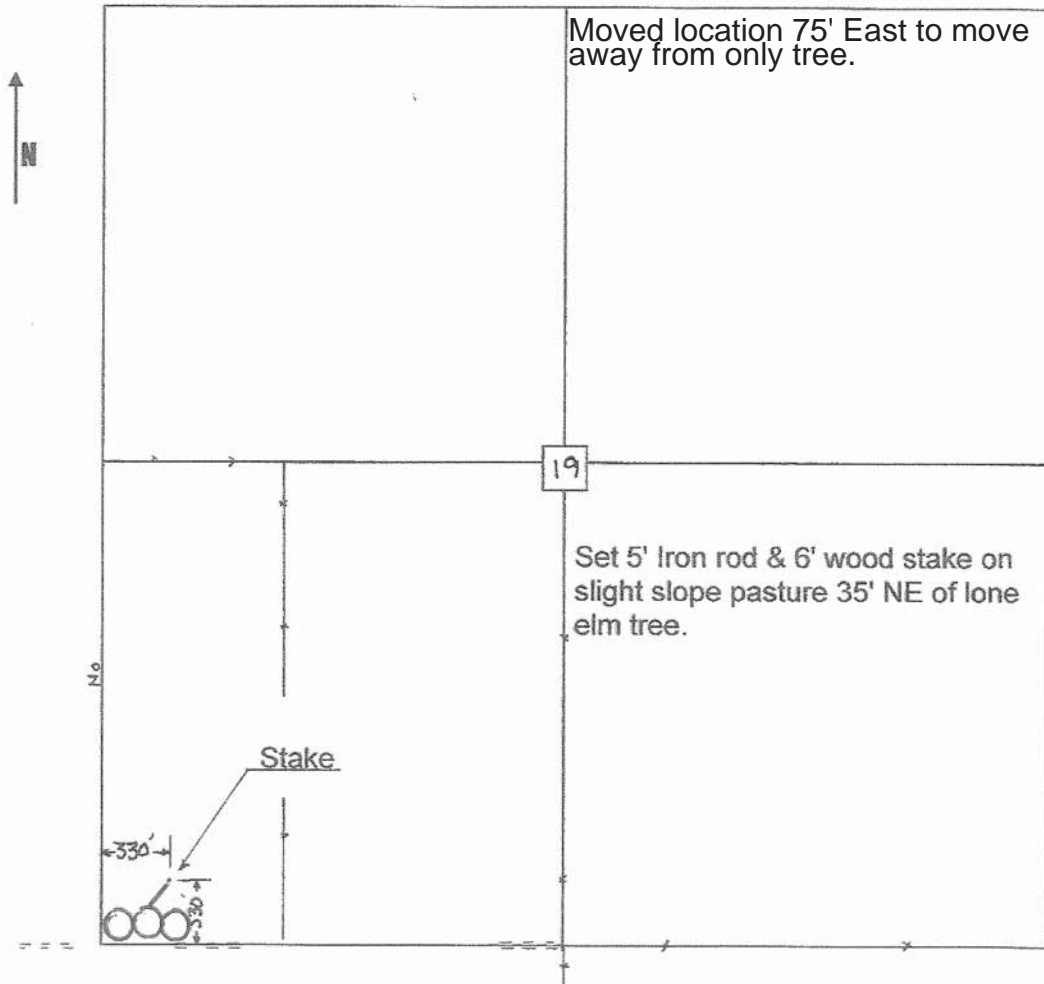 Moved location 75' East to move
away from only tree.
N
19
Set 5' Iron rod & 6' wood stake on
slight slope pasture 35' NE of lone
elm tree.
No
Stake
330'
330'